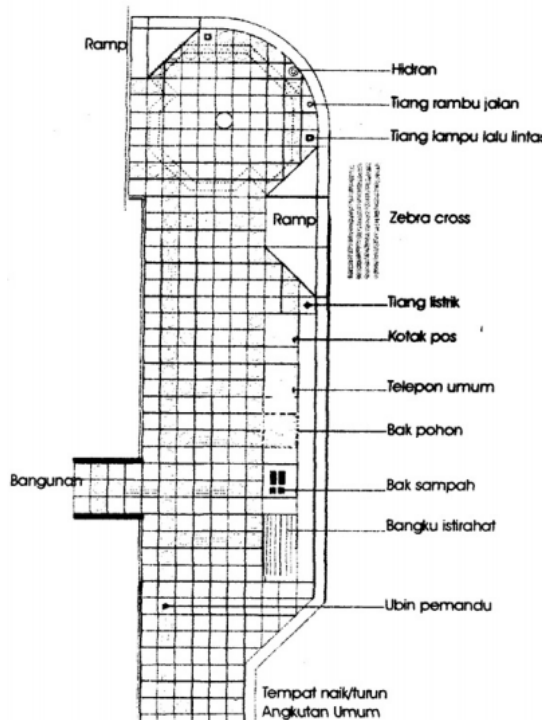 Ramp
Hidran
Tiang rambu jalan
Tiang lampu lalu lintas
Ramp
Zebra cross
Tiang listrik
Kotak pos
Telepon umum
Bak pohon
Bangunan
Bak sampah
Bangku istirahat
Ubin pemandu
Tempat naik/turun
Angkutan Umum